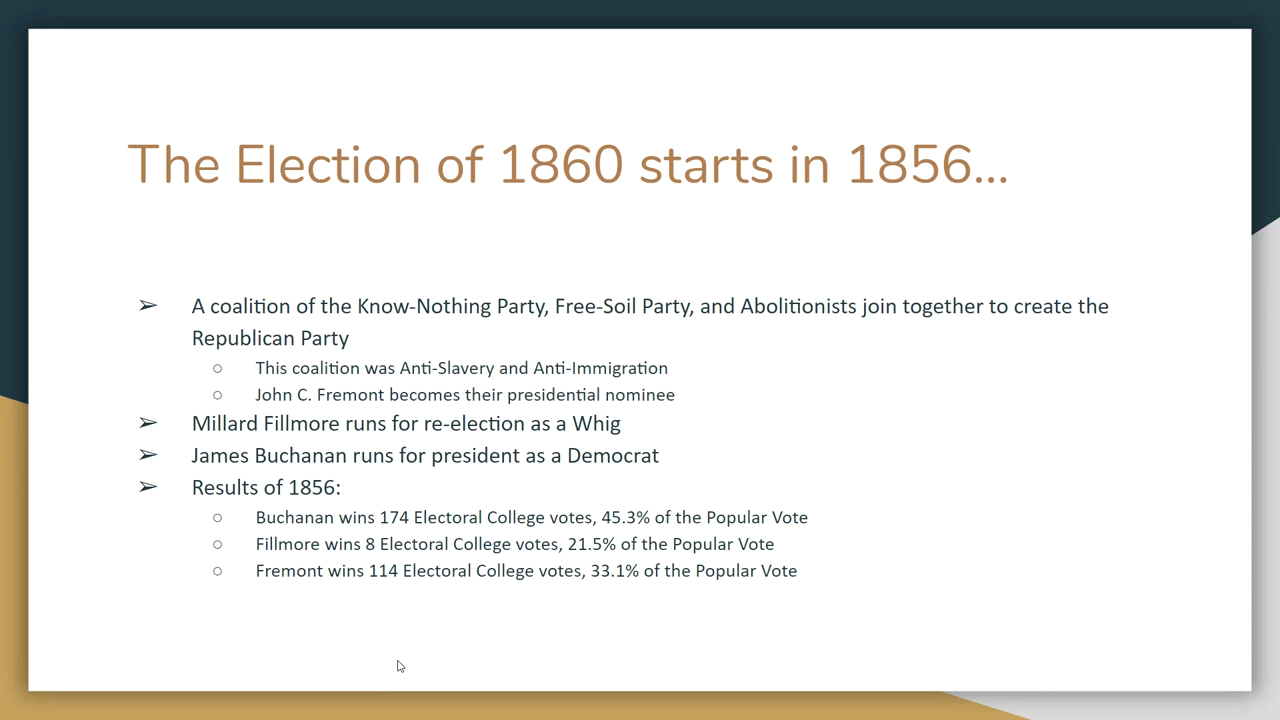 The Election of 1860 starts in 1856...
➢ A coalition of the Know-Nothing Party, Free-Soil Party, and Abolitionists join together to create the
Republican Party
○ This coalition was Anti-Slavery and Anti-Immigration
○ John C. Fremont becomes their presidential nominee
➢ Millard Fillmore runs for re-election as a Whig
➢ James Buchanan runs for president as a Democrat
➢ Results of 1856:
○ Buchanan wins 174 Electoral College votes, 45.3% of the Popular Vote
○ Fillmore wins 8 Electoral College votes, 21.5% of the Popular Vote
○ Fremont wins 114 Electoral College votes, 33.1% of the Popular Vote